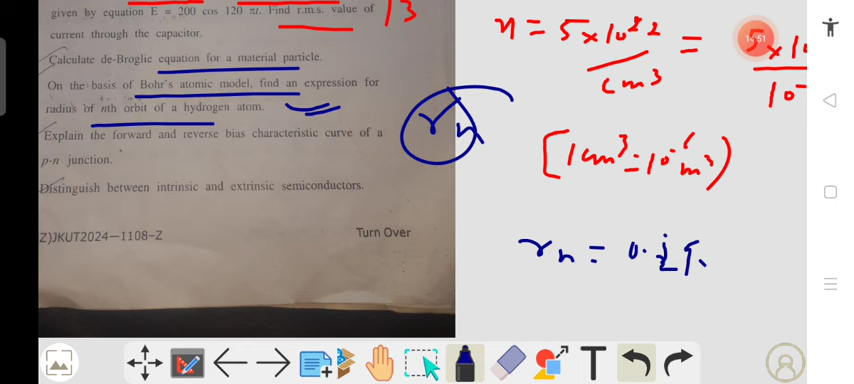 given by equation E = 200 cos 120 πt. Find r.m.s. value of
current through the capacitor.
Calculate de-Broglie equation for a material particle.
On the basis of Bohr's atomic model, find an expression for
radius of nth orbit of a hydrogen atom.
Explain the forward and reverse bias characteristic curve of a
p-n junction.
Distinguish between intrinsic and extrinsic semiconductors.
Z)JKUT2024-1108-Z
Turn Over
13
rn
n = 5×10²² / cm³ = 5×10
[1cm³ = 10⁻⁶ m³)
rn = 0.
14:51
T